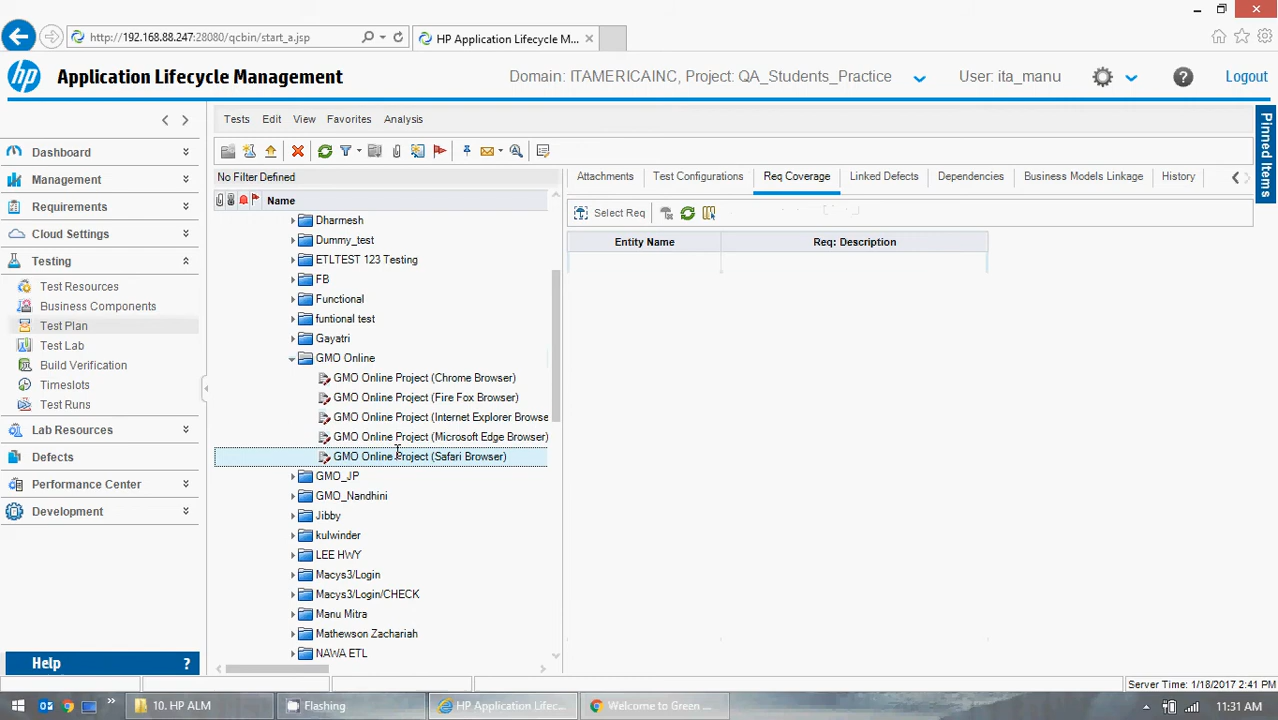 http://192.168.88.247:28080/qcbin/start_a.jsp
HP Application Lifecycle M...
hp
Application Lifecycle Management
Domain: ITAMERICAINC, Project: QA_Students_Practice
User: ita_manu
?
Logout
Pinned Items
Dashboard
Management
Requirements
Cloud Settings
Testing
Test Resources
Business Components
Test Plan
Test Lab
Build Verification
Timeslots
Test Runs
Lab Resources
Defects
Performance Center
Development
Help ?
Tests Edit View Favorites Analysis
No Filter Defined
Name
Dharmesh
Dummy_test
ETLTEST 123 Testing
FB
Functional
funtional test
Gayatri
GMO Online
GMO Online Project (Chrome Browser)
GMO Online Project (Fire Fox Browser)
GMO Online Project (Internet Explorer Browse
GMO Online Project (Microsoft Edge Browser)
GMO Online Project (Safari Browser)
GMO_JP
GMO_Nandhini
Jibby
kulwinder
LEE HWY
Macys3/Login
Macys3/Login/CHECK
Manu Mitra
Mathewson Zachariah
NAWA ETL
Attachments Test Configurations Req Coverage Linked Defects Dependencies Business Models Linkage History
Select Req
Entity Name Req: Description
Server Time: 1/18/2017 2:41 PM
10. HP ALM
Flashing
HP Application Lifec...
Welcome to Green ...
11:31 AM